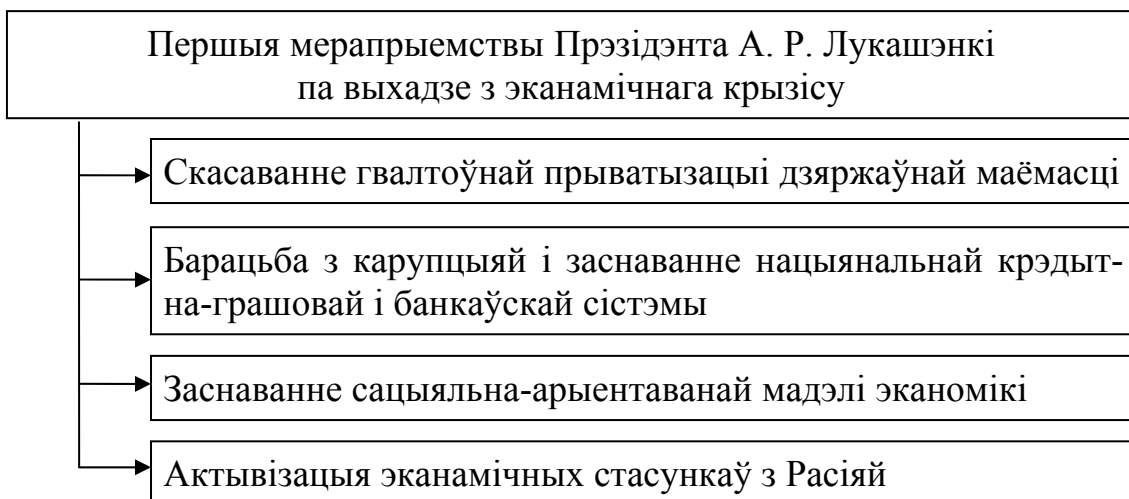 Першыя мерапрыемствы Прэзідэнта А. Р. Лукашэнкі
па выхадзе з эканамічнага крызісу
Скасаванне гвалтоўнай прыватызацыі дзяржаўнай маёмасці
Барацьба з карупцыяй і заснаванне нацыянальнай крэдыт-
на-грашовай і банкаўскай сістэмы
Заснаванне сацыяльна-арыентаванай мадэлі эканомікі
Актывізацыя эканамічных стасункаў з Расіяй